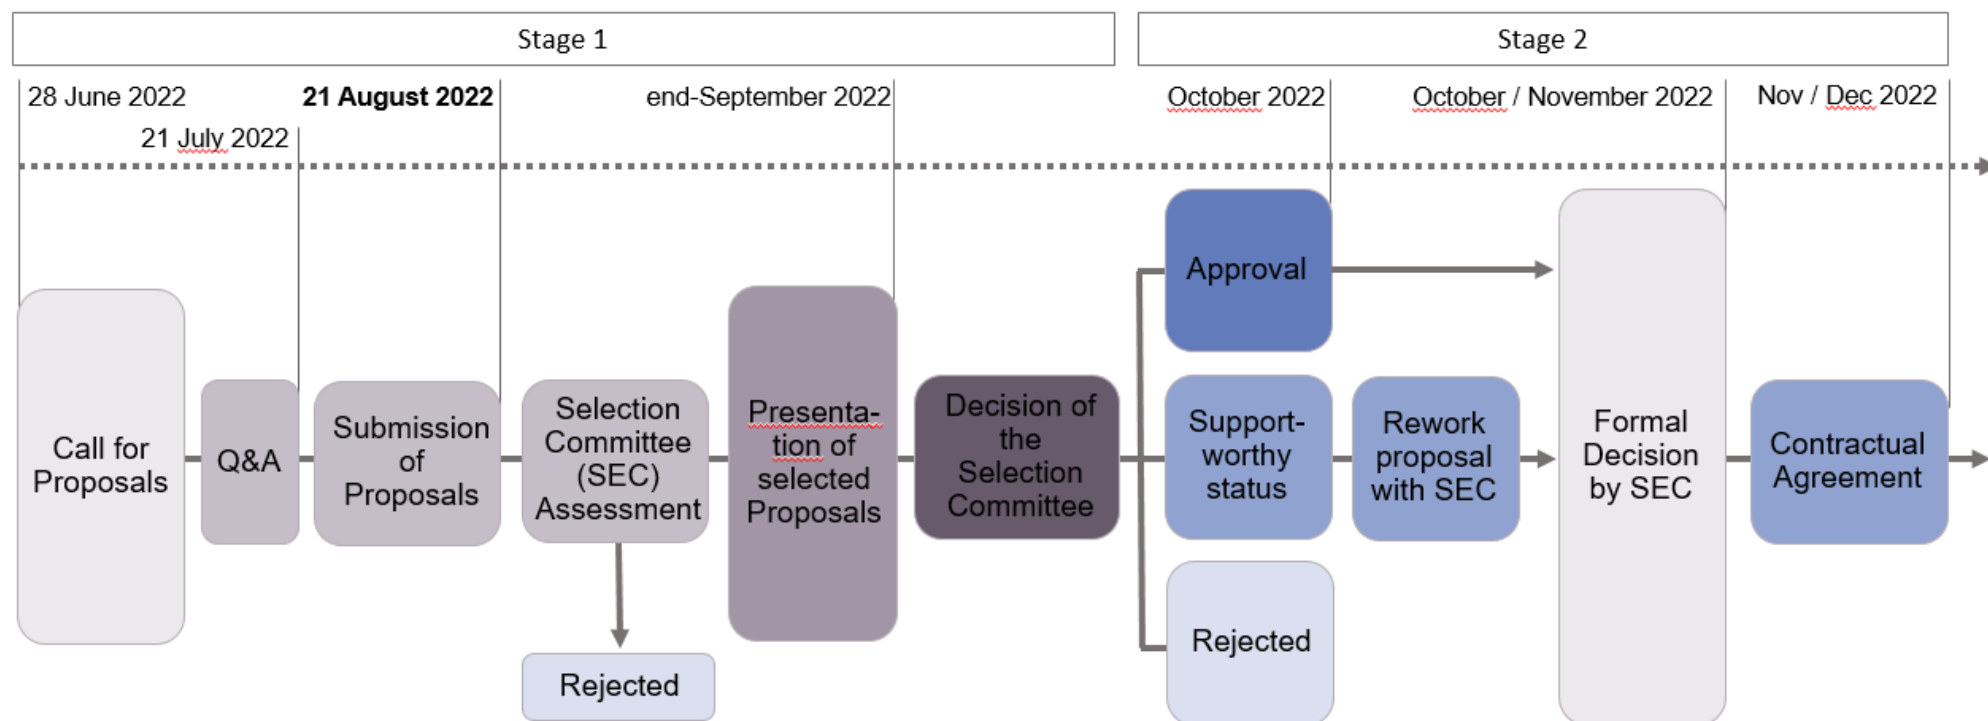 Stage 1
Stage 2
28 June 2022
21 August 2022
end-September 2022
October 2022
October / November 2022
Nov / Dec 2022
21 July 2022
Call for
Proposals
Q&A
Submission
of
Proposals
Selection
Committee
(SEC)
Assessment
Rejected
Presenta-
tion of
selected
Proposals
Decision of
the
Selection
Committee
Approval
Support-
worthy
status
Rejected
Rework
proposal
with SEC
Formal
Decision
by SEC
Contractual
Agreement